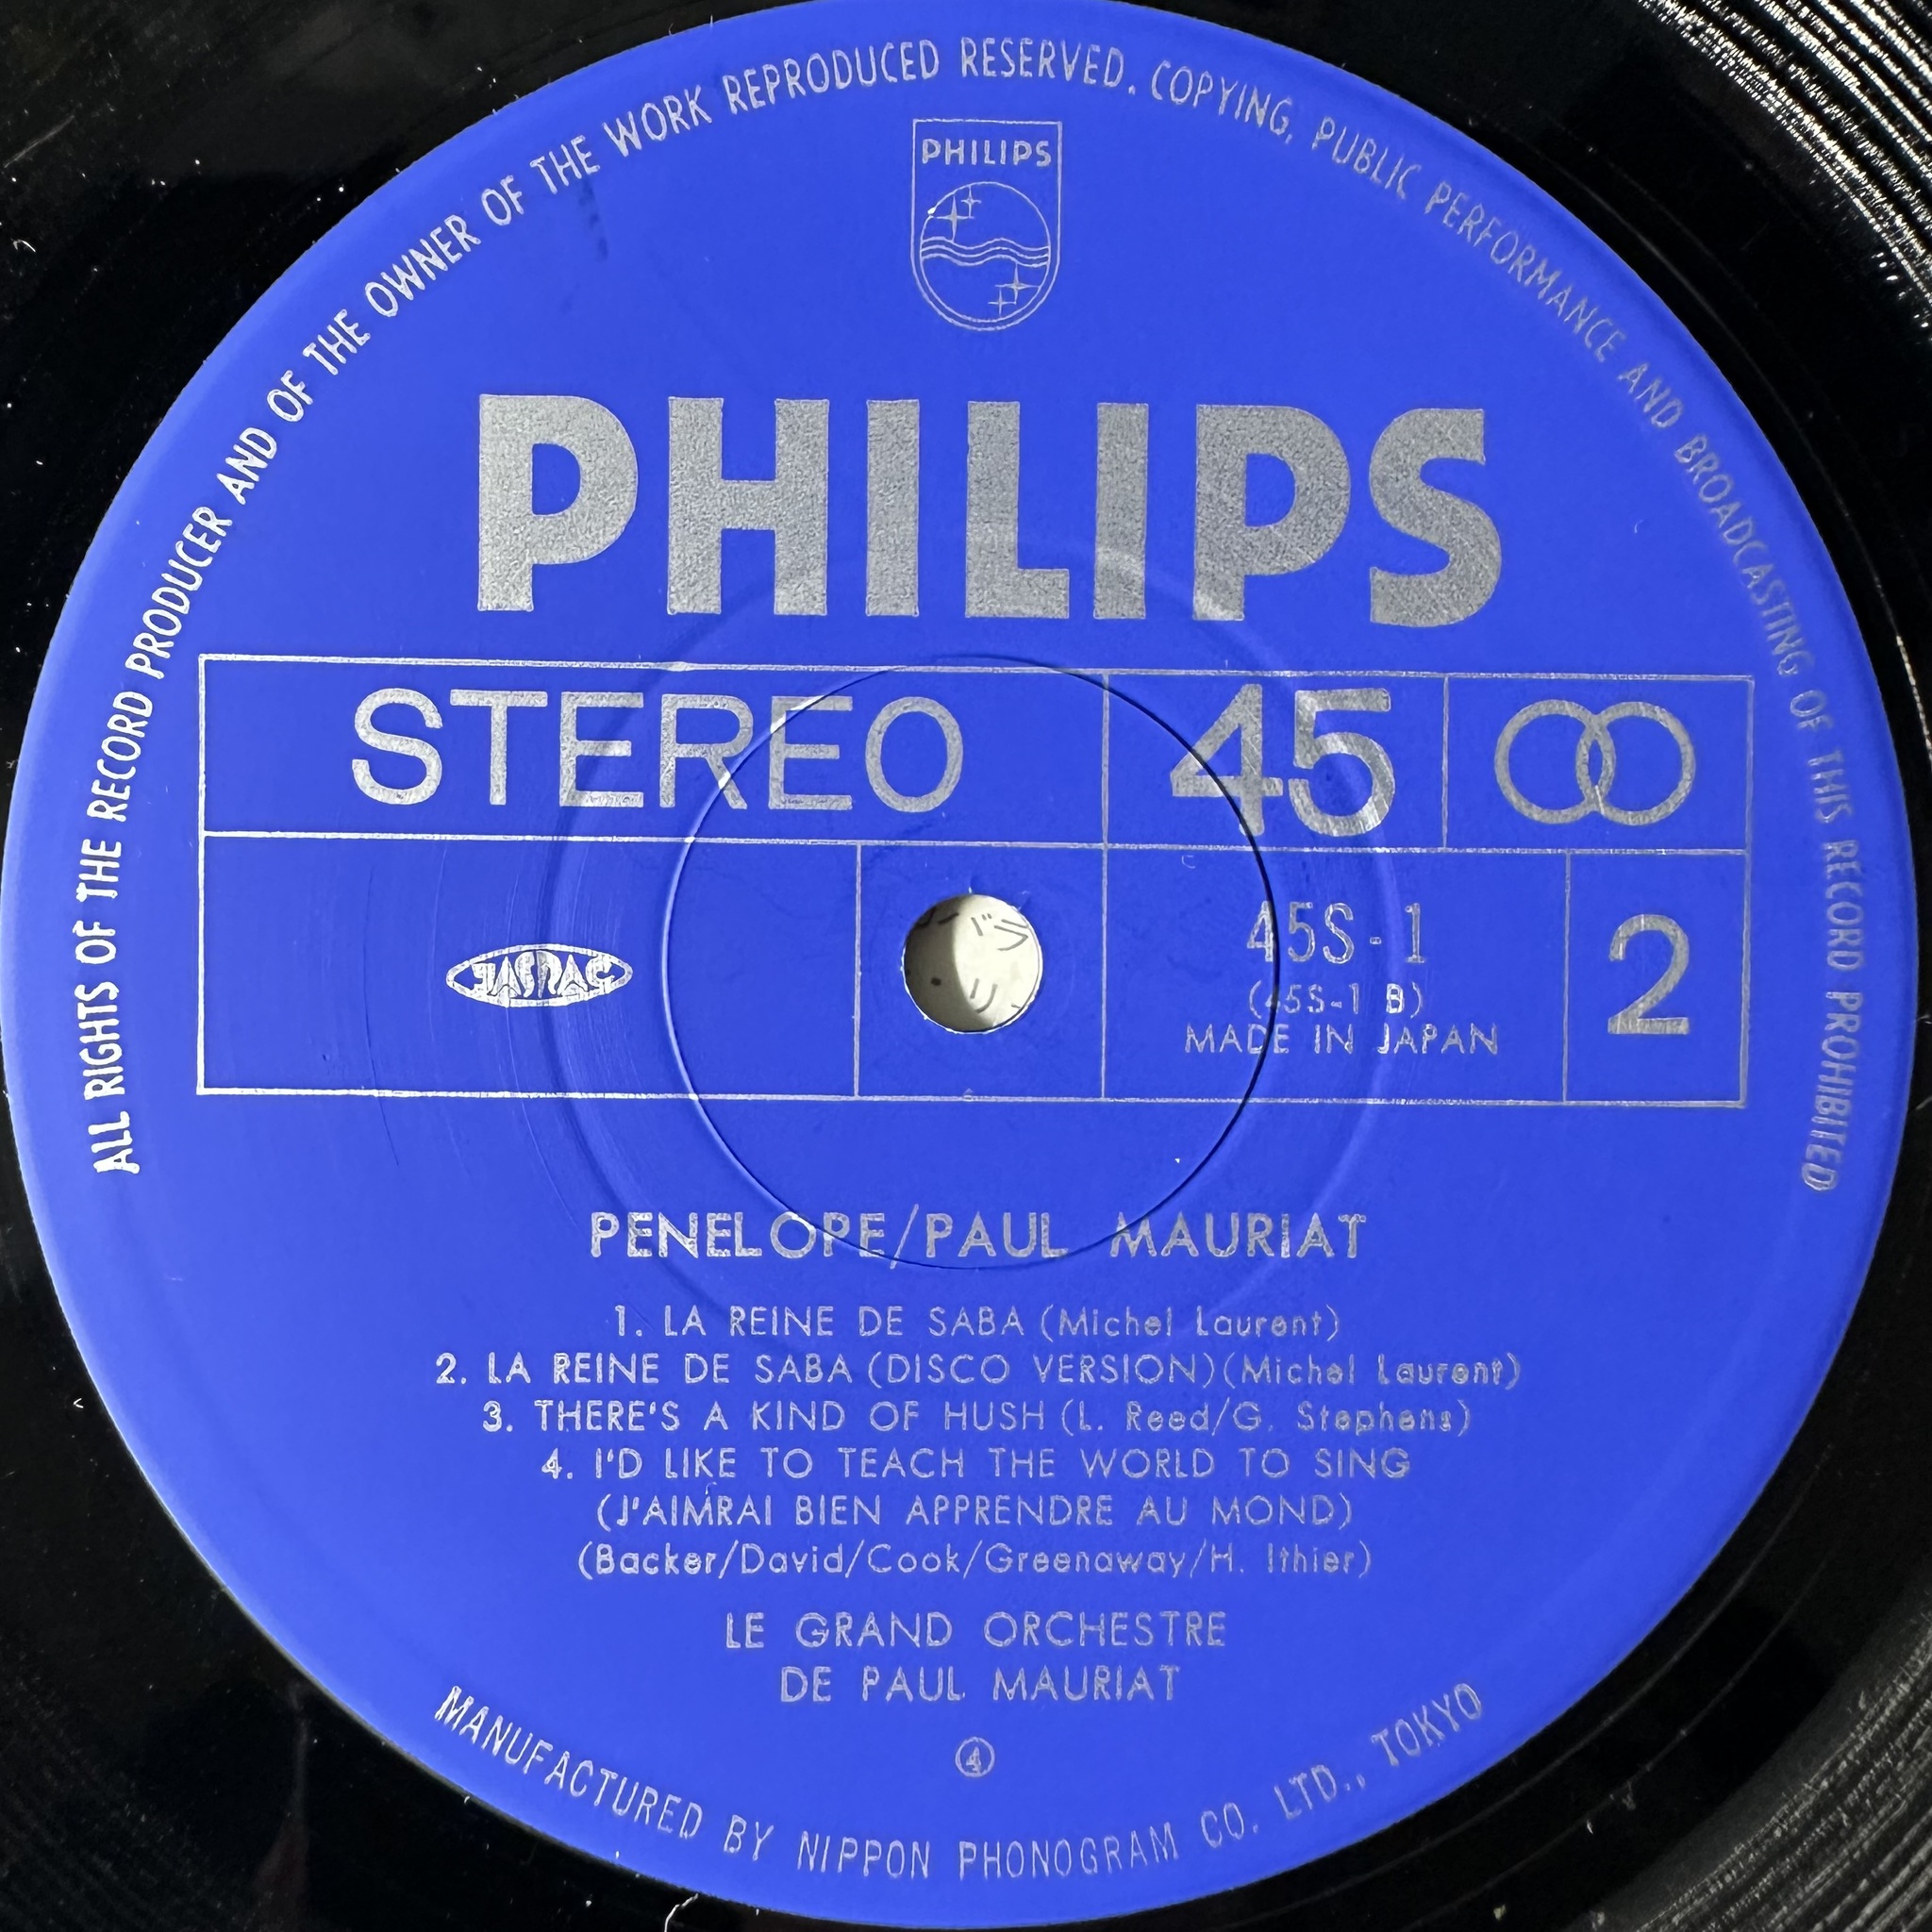 ALL RIGHTS OF THE RECORD PRODUCER AND OF THE OWNER OF THE WORK REPRODUCED RESERVED. COPYING, PUBLIC PERFORMANCE AND BROADCASTING OF THIS RECORD PROHIBITED
PHILIPS
PHILIPS
STEREO 45
JASRAC
45S-1
(45S-1 B)
MADE IN JAPAN
2
PENELOPE/PAUL MAURIAT
1. LA REINE DE SABA (Michel Laurent)
2. LA REINE DE SABA (DISCO VERSION) (Michel Laurent)
3. THERE'S A KIND OF HUSH (L. Reed/G. Stephens)
4. I'D LIKE TO TEACH THE WORLD TO SING
(J'AIMRAI BIEN APPRENDRE AU MOND)
(Backer/David/Cook/Greenaway/H. Ithier)
LE GRAND ORCHESTRE
DE PAUL MAURIAT
④
MANUFACTURED BY NIPPON PHONOGRAM CO. LTD., TOKYO